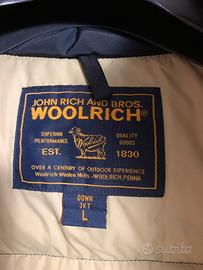 JOHN RICH AND BROS.
WOOLRICH®
SUPERIOR PERFORMANCE
QUALITY GOODS
Woolrich
EST. 1830
OVER A CENTURY OF OUTDOOR EXPERIENCE
Woolrich Woolen Mills - WOOLRICH, PENNA
DOWN
JKT
L
subito